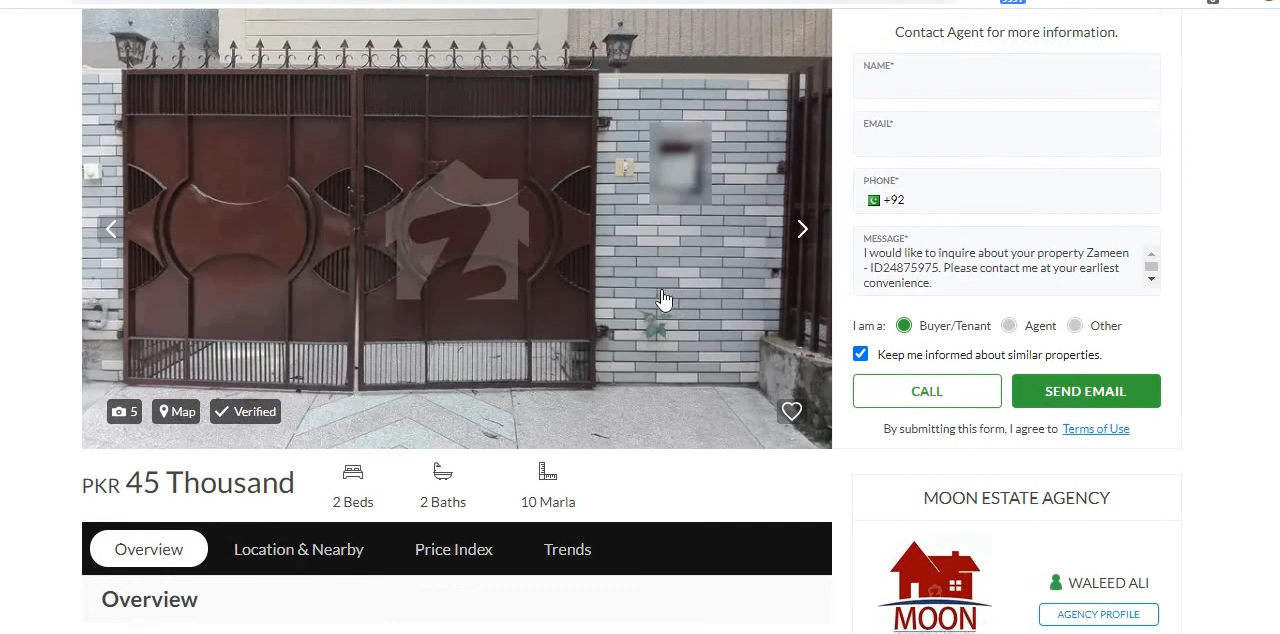 Contact Agent for more information.
NAME*
EMAIL*
PHONE*
+92
MESSAGE*
I would like to inquire about your property Zameen
- ID24875975. Please contact me at your earliest
convenience.
I am a: Buyer/Tenant Agent Other
Keep me informed about similar properties.
CALL SEND EMAIL
By submitting this form, I agree to Terms of Use
5 Map Verified
PKR 45 Thousand
2 Beds 2 Baths 10 Marla
Overview Location & Nearby Price Index Trends
Overview
MOON ESTATE AGENCY
MOON
WALEED ALI
AGENCY PROFILE